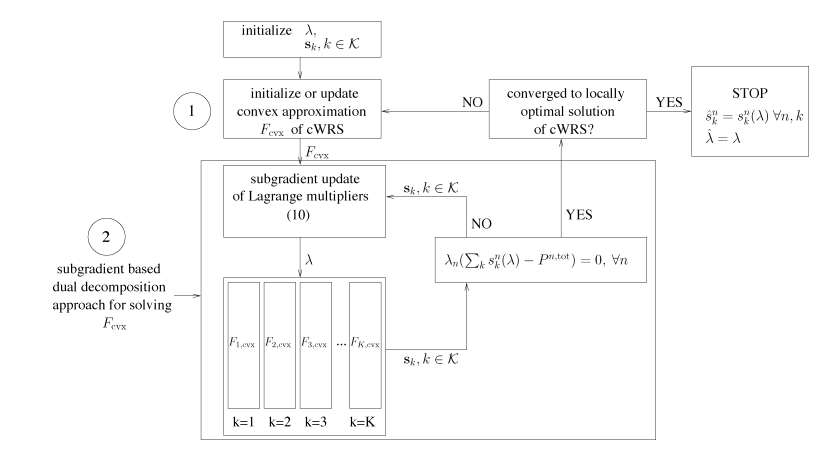 initialize λ,
s_k, k ∈ 𝒦
1
initialize or update
convex approximation
F_cvx of cWRS
NO
converged to locally
optimal solution
of cWRS?
YES
STOP
ŝ_k^n = s_k^n(λ) ∀n, k
λ̂ = λ
F_cvx
subgradient update
of Lagrange multipliers
(10)
s_k, k ∈ 𝒦
NO
YES
2
subgradient based
dual decomposition
approach for solving
F_cvx
λ
λ_n(∑_k s_k^n(λ) − P^{n,tot}) = 0, ∀n
F_{1,cvx} F_{2,cvx} F_{3,cvx} ... F_{K,cvx}
s_k, k ∈ 𝒦
k=1 k=2 k=3 k=K